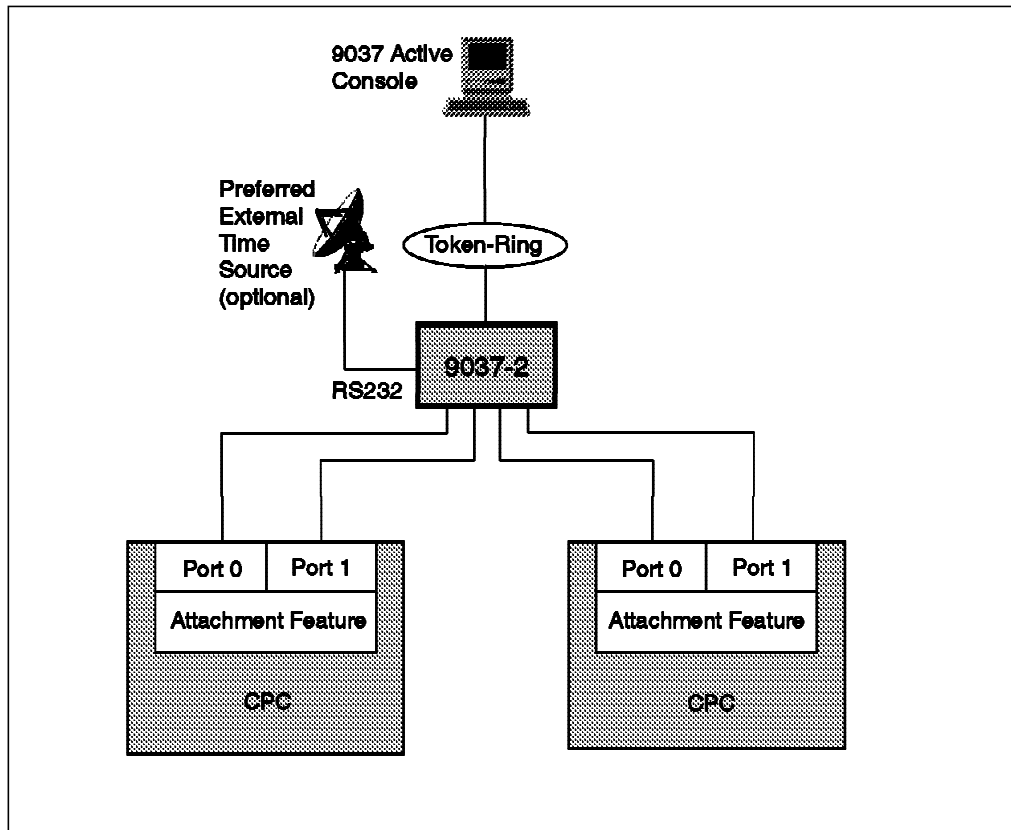 9037 Active
Console
Preferred
External
Time
Source
(optional)
Token-Ring
9037-2
RS232
Port 0
Port 1
Attachment Feature
CPC
Port 0
Port 1
Attachment Feature
CPC